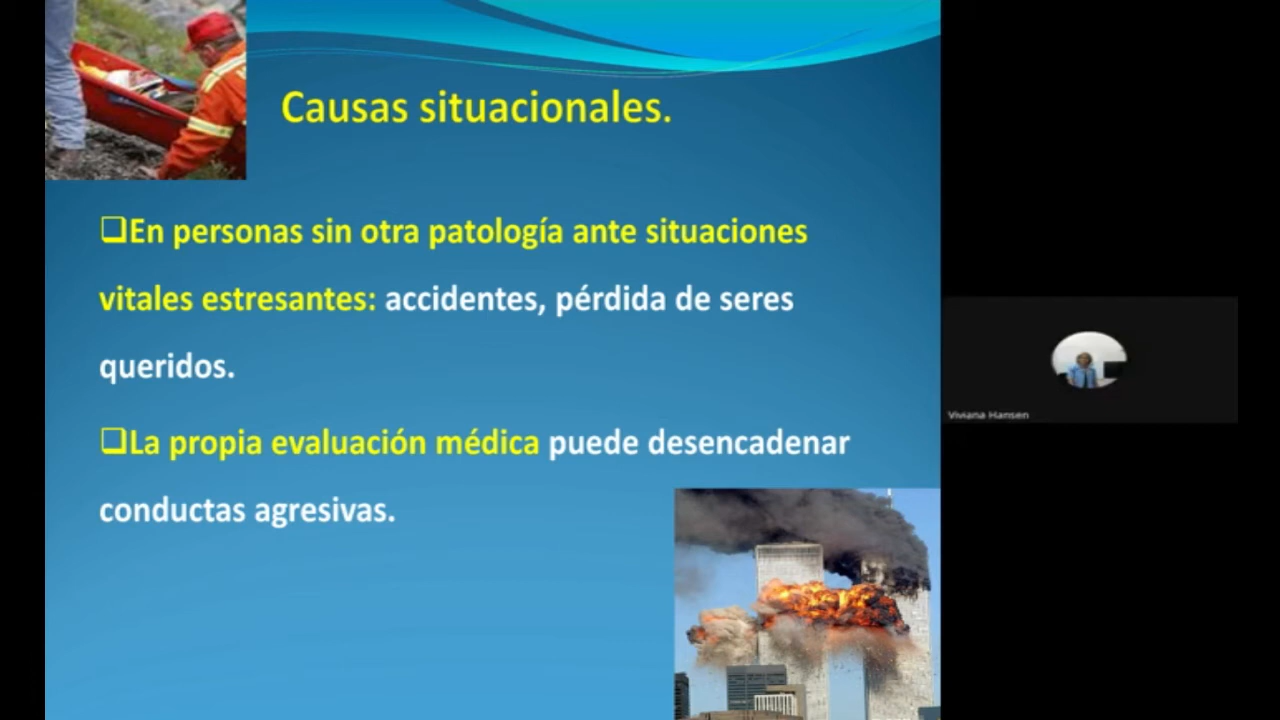 Causas situacionales.
❑En personas sin otra patología ante situaciones
vitales estresantes: accidentes, pérdida de seres
queridos.
❑La propia evaluación médica puede desencadenar
conductas agresivas.
Viviana Hansen